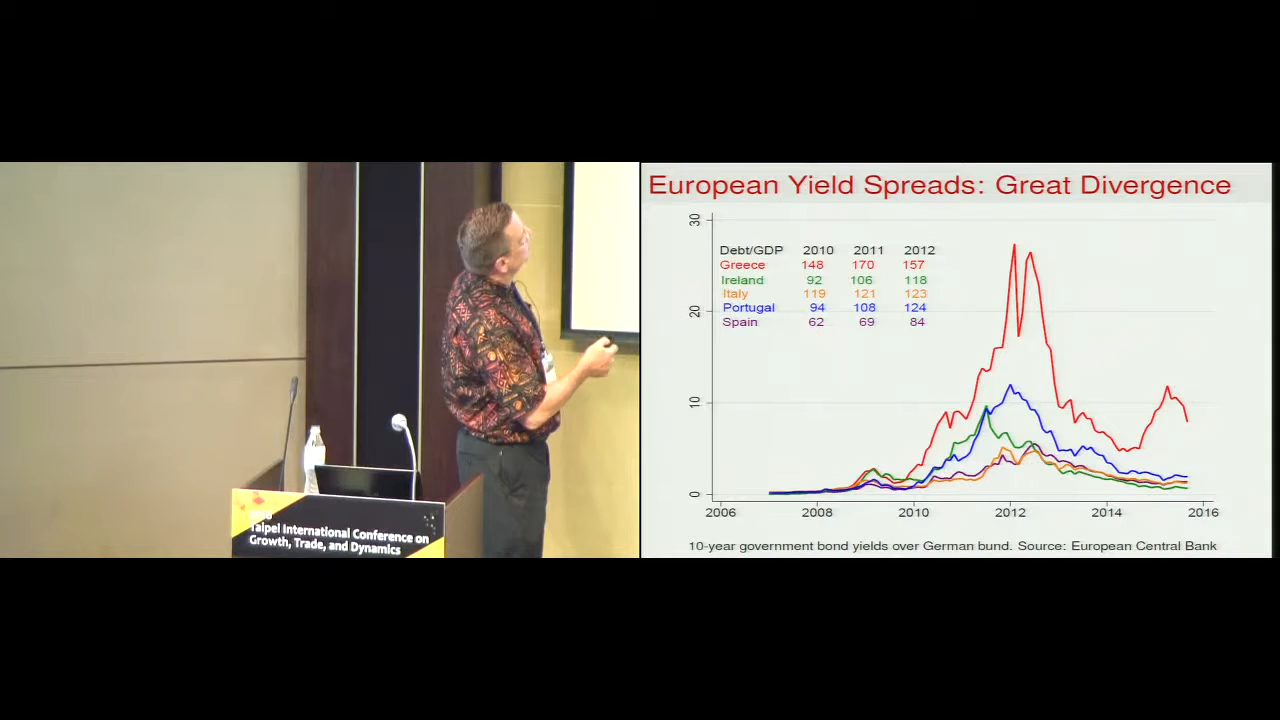 European Yield Spreads: Great Divergence
30
20
10
0
Debt/GDP 2010 2011 2012
Greece 148 170 157
Ireland 92 106 118
Italy 119 121 123
Portugal 94 108 124
Spain 62 69 84
2006 2008 2010 2012 2014 2016
10-year government bond yields over German bund. Source: European Central Bank
Taipei International Conference on
Growth, Trade, and Dynamics